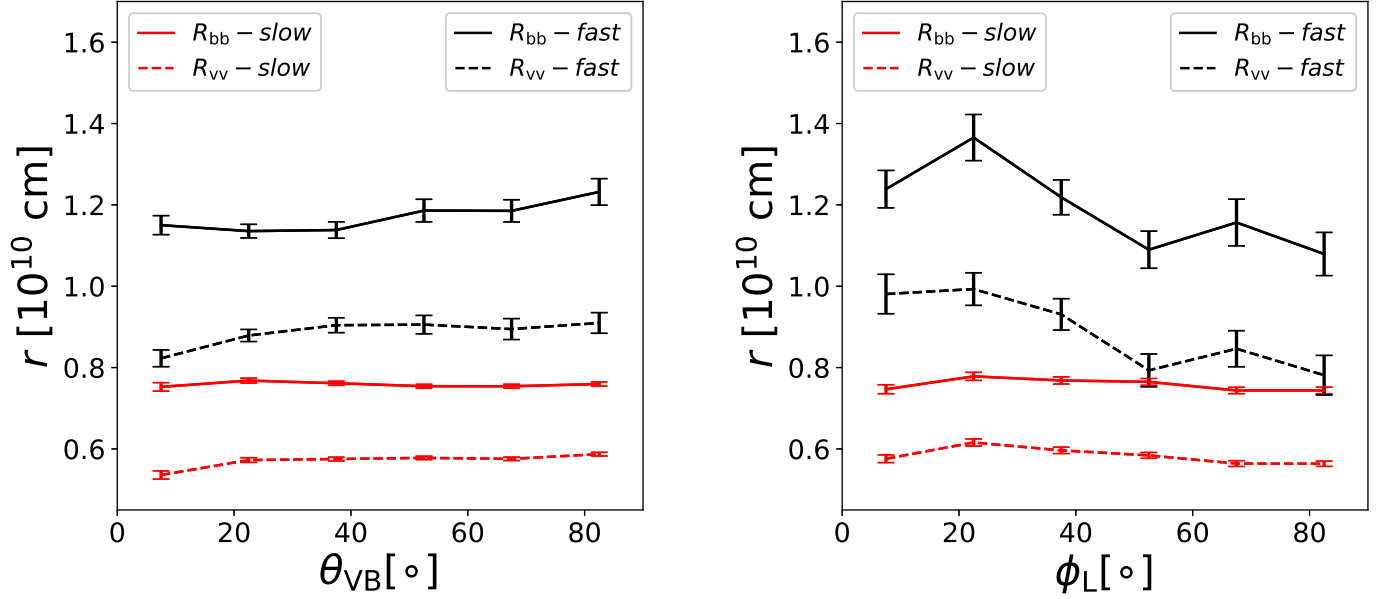 R_bb − slow
R_vv − slow
R_bb − fast
R_vv − fast
1.6
1.4
1.2
1.0
0.8
0.6
r [10^10 cm]
0 20 40 60 80
θ_VB[∘]
R_bb − slow
R_vv − slow
R_bb − fast
R_vv − fast
1.6
1.4
1.2
1.0
0.8
0.6
r [10^10 cm]
0 20 40 60 80
ϕ_L[∘]